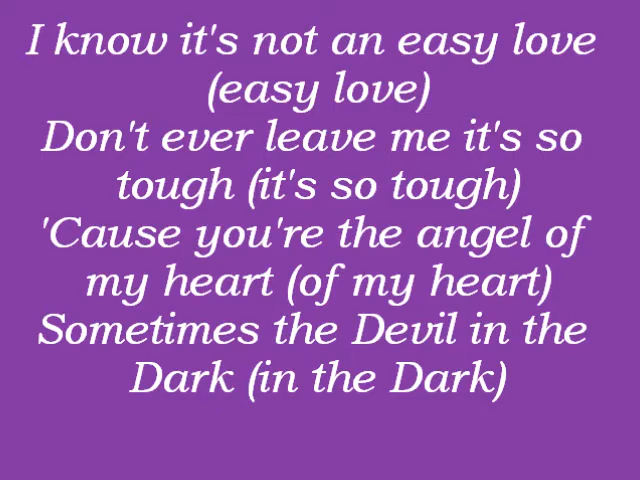 I know it's not an easy love
(easy love)
Don't ever leave me it's so
tough (it's so tough)
'Cause you're the angel of
my heart (of my heart)
Sometimes the Devil in the
Dark (in the Dark)